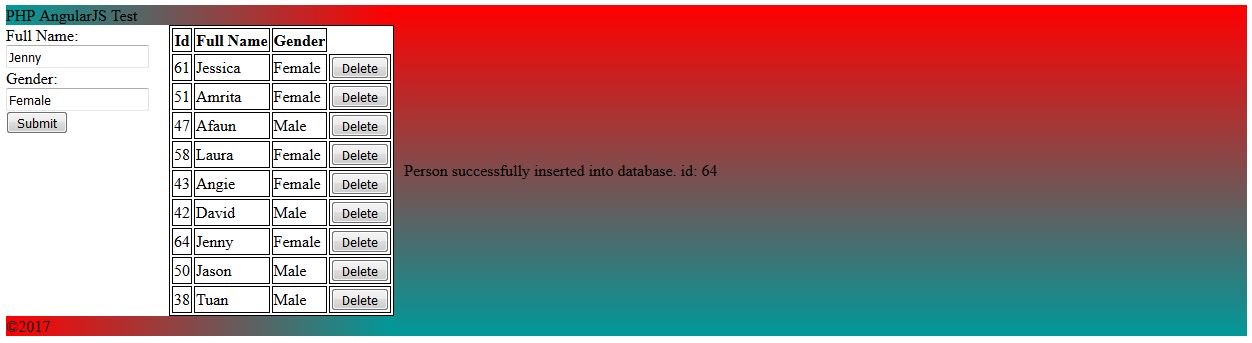 PHP AngularJS Test
Full Name:
Jenny
Gender:
Female
Submit
Id Full Name Gender
61 Jessica Female Delete
51 Amrita Female Delete
47 Afaun Male Delete
58 Laura Female Delete
43 Angie Female Delete
42 David Male Delete
64 Jenny Female Delete
50 Jason Male Delete
38 Tuan Male Delete
Person successfully inserted into database. id: 64
©2017